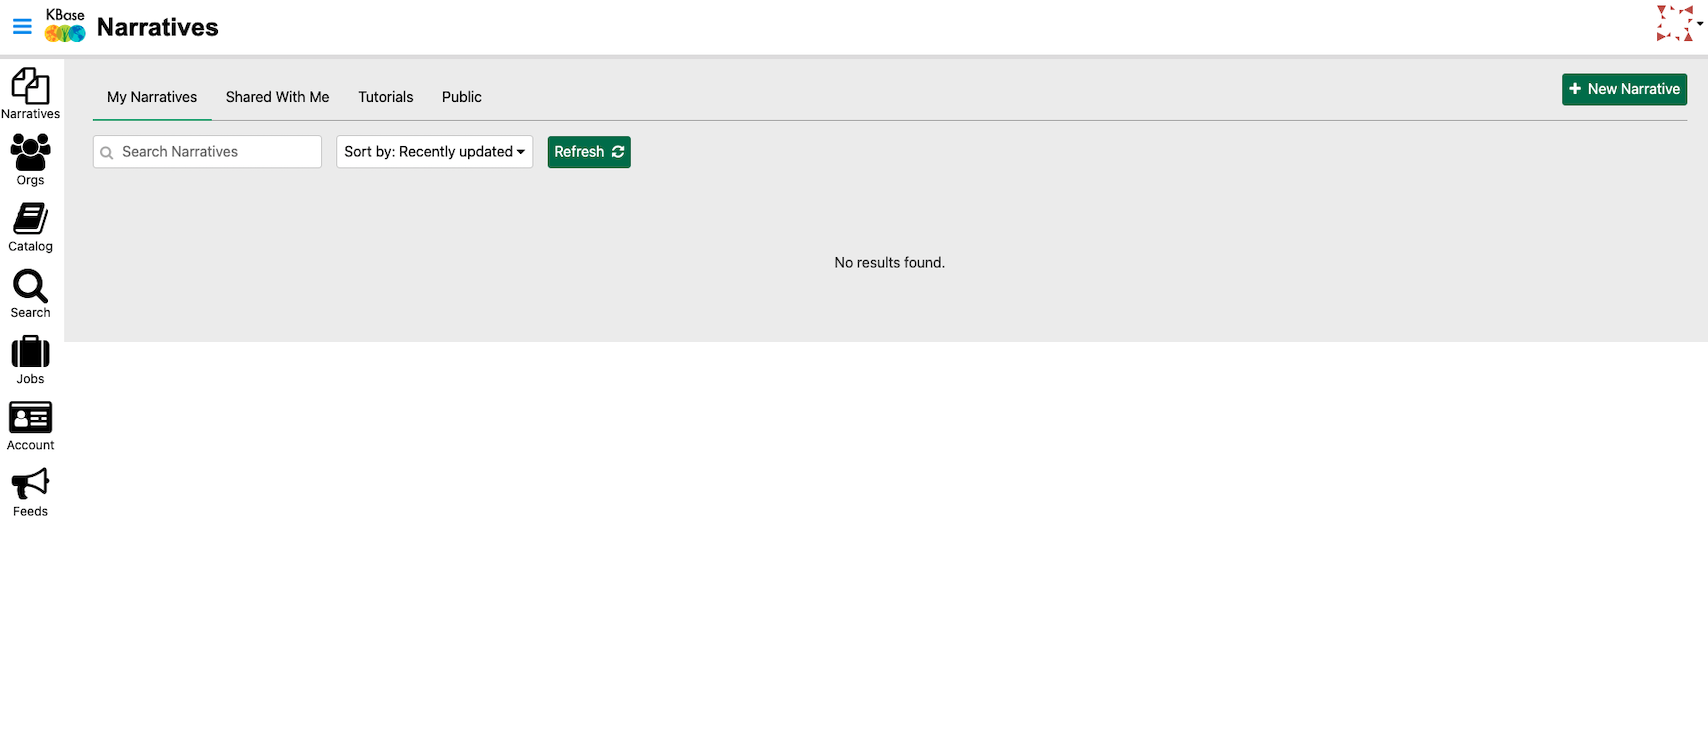 KBase
Narratives
Narratives
Orgs
Catalog
Search
Jobs
Account
Feeds
My Narratives Shared With Me Tutorials Public
New Narrative
Search Narratives Sort by: Recently updated Refresh
No results found.